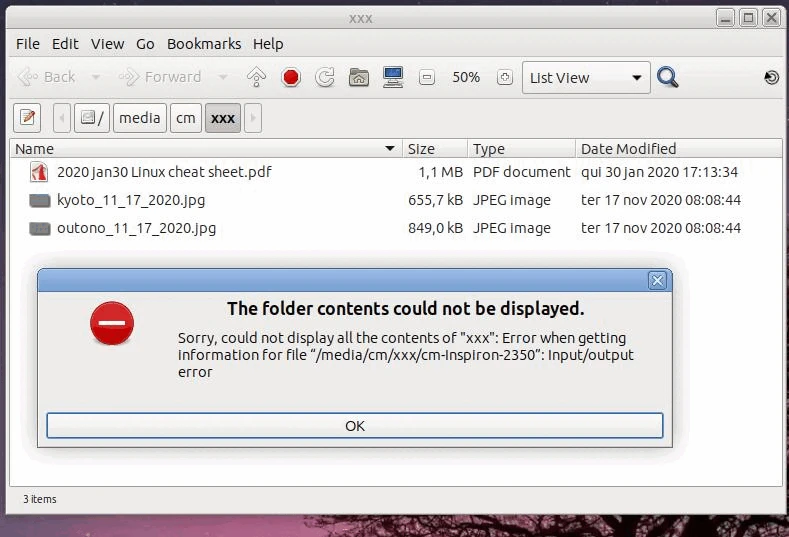 xxx
File Edit View Go Bookmarks Help
Back Forward 50% List View
/ media cm xxx
Name Size Type Date Modified
2020 jan30 Linux cheat sheet.pdf 1,1 MB PDF document qui 30 jan 2020 17:13:34
kyoto_11_17_2020.jpg 655,7 kB JPEG image ter 17 nov 2020 08:08:44
outono_11_17_2020.jpg 849,0 kB JPEG image ter 17 nov 2020 08:08:44
The folder contents could not be displayed.
Sorry, could not display all the contents of "xxx": Error when getting
information for file “/media/cm/xxx/cm-Inspiron-2350”: Input/output
error
OK
3 items